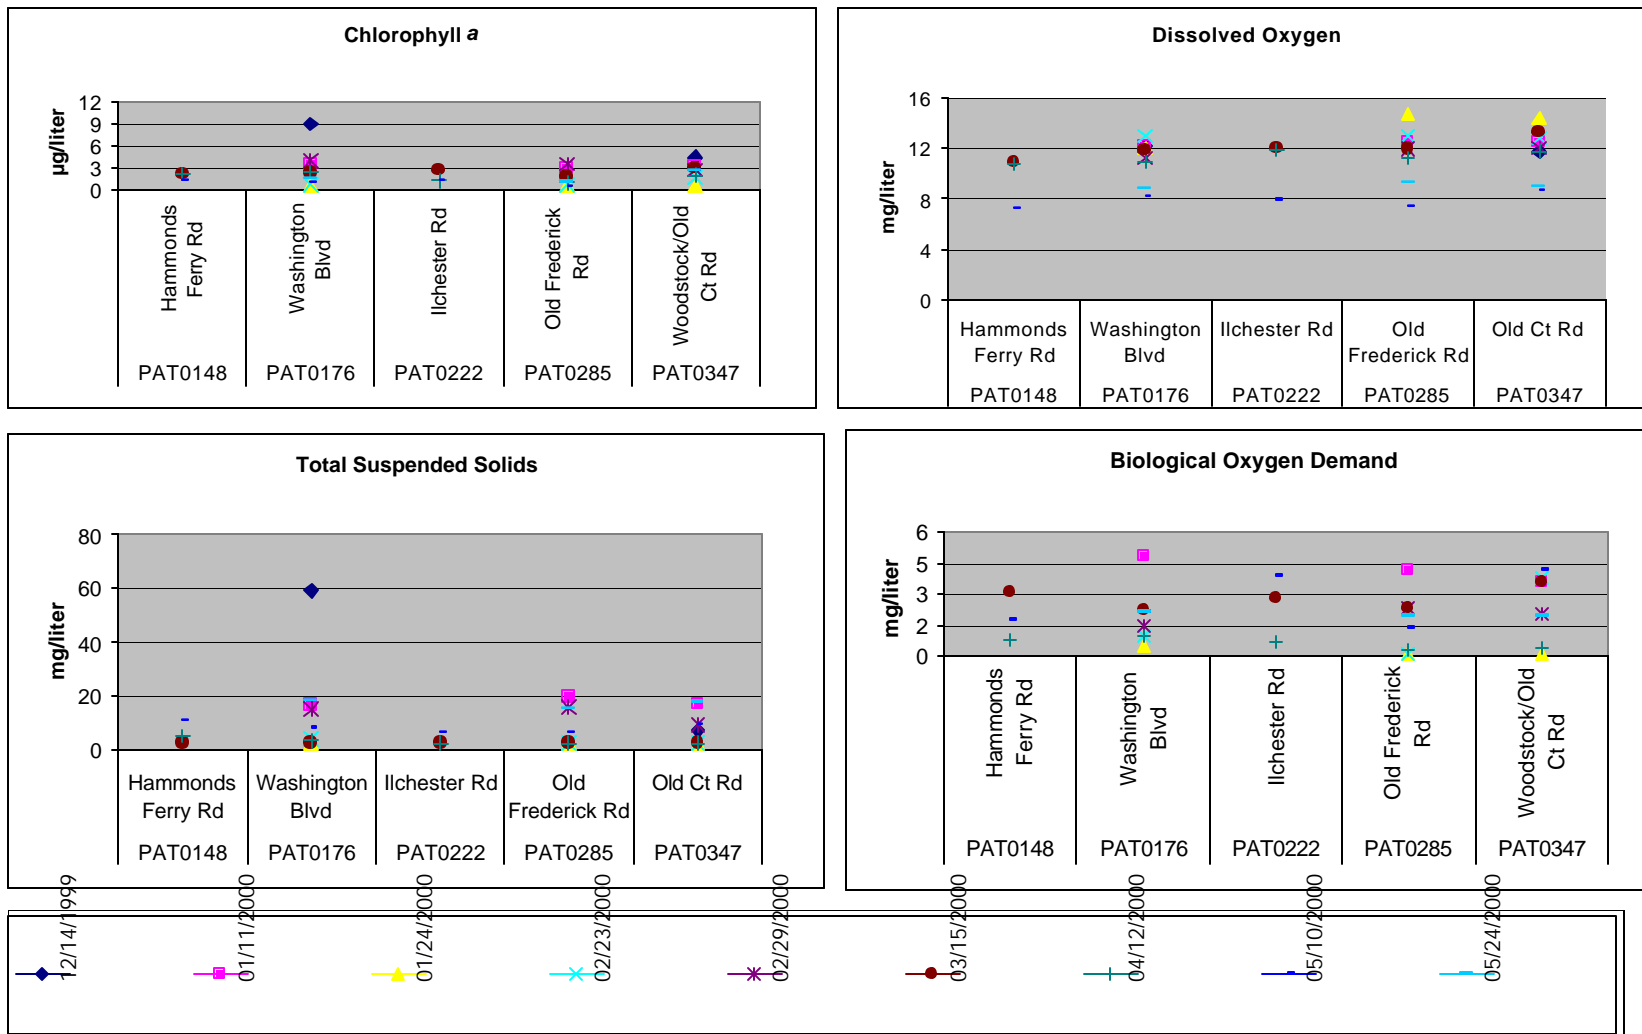 Chlorophyll a
µg/liter
12
9
6
3
0
Hammonds
Ferry Rd
Washington
Blvd
Ilchester Rd
Old Frederick
Rd
Woodstock/Old
Ct Rd
PAT0148
PAT0176
PAT0222
PAT0285
PAT0347
Dissolved Oxygen
mg/liter
16
12
8
4
0
Hammonds
Ferry Rd
Washington
Blvd
Ilchester Rd
Old
Frederick Rd
Old Ct Rd
PAT0148
PAT0176
PAT0222
PAT0285
PAT0347
Total Suspended Solids
mg/liter
80
60
40
20
0
Hammonds
Ferry Rd
Washington
Blvd
Ilchester Rd
Old
Frederick Rd
Old Ct Rd
PAT0148
PAT0176
PAT0222
PAT0285
PAT0347
Biological Oxygen Demand
mg/liter
6
5
3
2
0
Hammonds
Ferry Rd
Washington
Blvd
Ilchester Rd
Old Frederick
Rd
Woodstock/Old
Ct Rd
PAT0148
PAT0176
PAT0222
PAT0285
PAT0347
12/14/1999
01/11/2000
01/24/2000
02/23/2000
02/29/2000
03/15/2000
04/12/2000
05/10/2000
05/24/2000